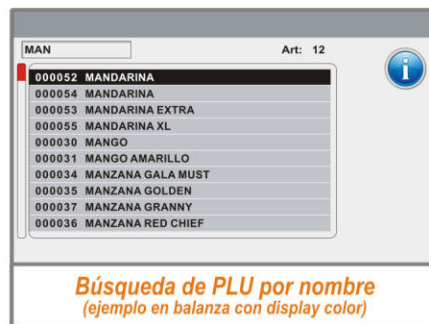 MAN Art: 12
000052 MANDARINA
000054 MANDARINA
000053 MANDARINA EXTRA
000055 MANDARINA XL
000030 MANGO
000031 MANGO AMARILLO
000034 MANZANA GALA MUST
000035 MANZANA GOLDEN
000037 MANZANA GRANNY
000036 MANZANA RED CHIEF
Búsqueda de PLU por nombre
(ejemplo en balanza con display color)